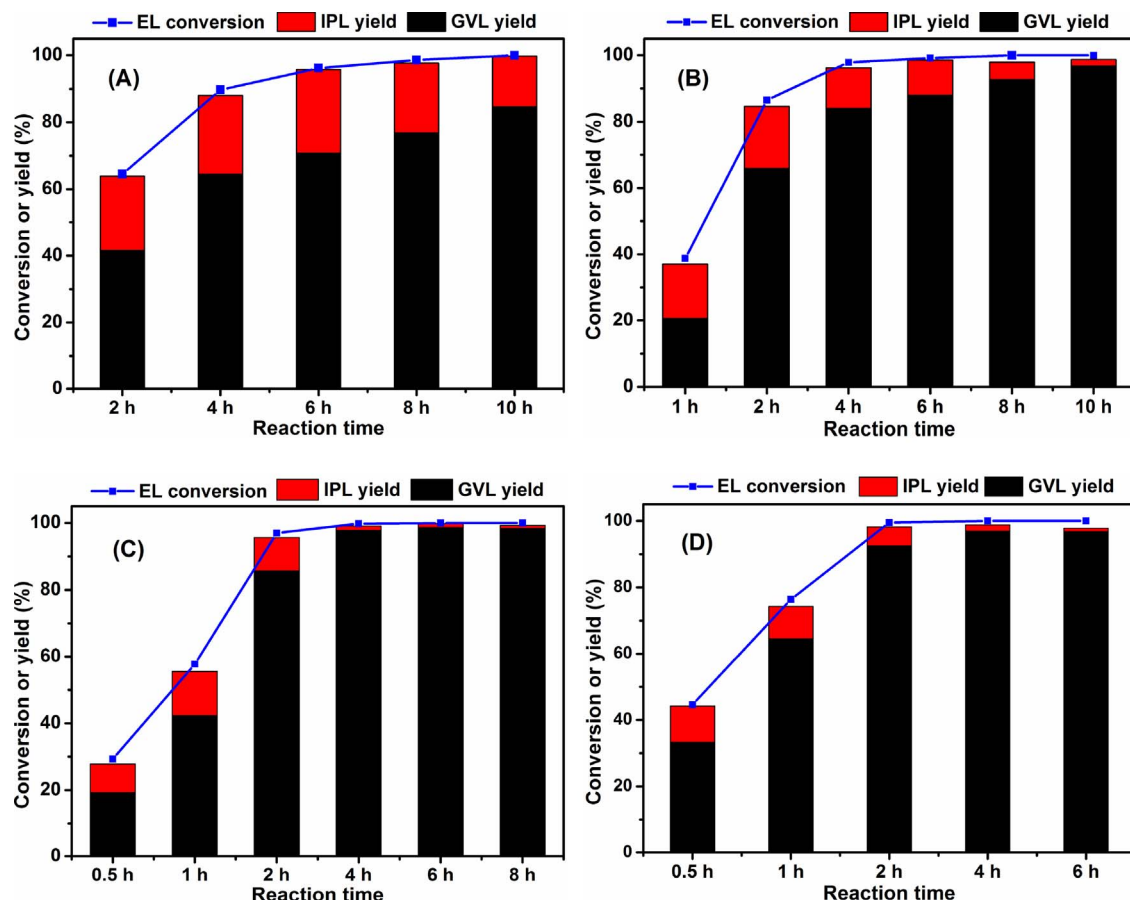 EL conversion IPL yield GVL yield
(A)
Conversion or yield (%)
100
80
60
40
20
0
2 h 4 h 6 h 8 h 10 h
Reaction time
EL conversion IPL yield GVL yield
(B)
Conversion or yield (%)
100
80
60
40
20
0
1 h 2 h 4 h 6 h 8 h 10 h
Reaction time
EL conversion IPL yield GVL yield
(C)
Conversion or yield (%)
100
80
60
40
20
0
0.5 h 1 h 2 h 4 h 6 h 8 h
Reaction time
EL conversion IPL yield GVL yield
(D)
Conversion or yield (%)
100
80
60
40
20
0
0.5 h 1 h 2 h 4 h 6 h
Reaction time